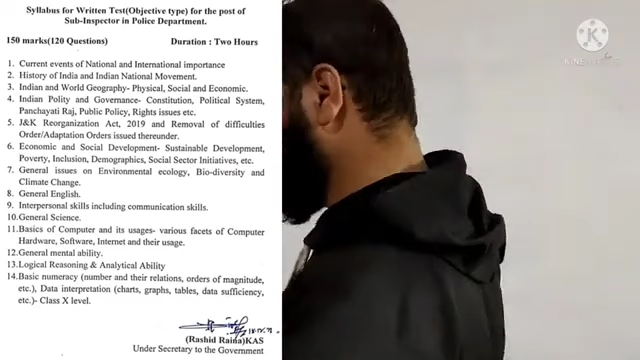 Syllabus for Written Test(Objective type) for the post of
Sub-Inspector in Police Department.
150 marks(120 Questions) Duration : Two Hours
1. Current events of National and International importance
2. History of India and Indian National Movement.
3. Indian and World Geography- Physical, Social and Economic.
4. Indian Polity and Governance- Constitution, Political System,
Panchayati Raj, Public Policy, Rights issues etc.
5. J&K Reorganization Act, 2019 and Removal of difficulties
Order/Adaptation Orders issued thereunder.
6. Economic and Social Development- Sustainable Development,
Poverty, Inclusion, Demographics, Social Sector Initiatives, etc.
7. General issues on Environmental ecology, Bio-diversity and
Climate Change.
8. General English.
9. Interpersonal skills including communication skills.
10.General Science.
11.Basics of Computer and its usages- various facets of Computer
Hardware, Software, Internet and their usage.
12.General mental ability.
13.Logical Reasoning & Analytical Ability
14.Basic numeracy (number and their relations, orders of magnitude,
etc.), Data interpretation (charts, graphs, tables, data sufficiency,
etc.)- Class X level.
(Rashid Raina)KAS
Under Secretary to the Government